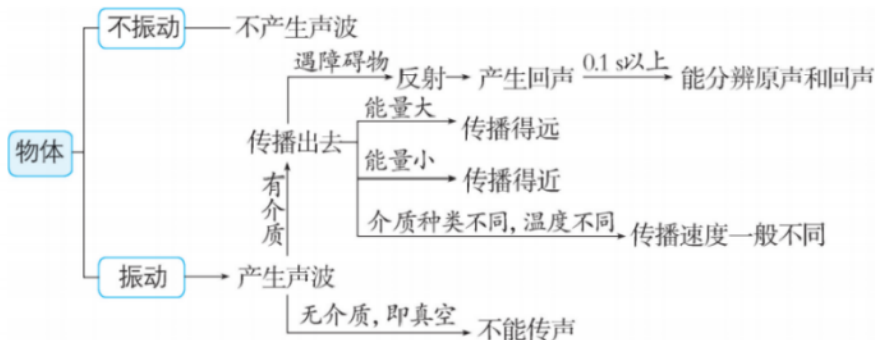 不振动
不产生声波
遇障碍物
反射
产生回声
0.1 s以上
能分辨原声和回声
物体
传播出去
能量大
传播得远
能量小
传播得近
有介质
介质种类不同,温度不同
传播速度一般不同
振动
产生声波
无介质,即真空
不能传声